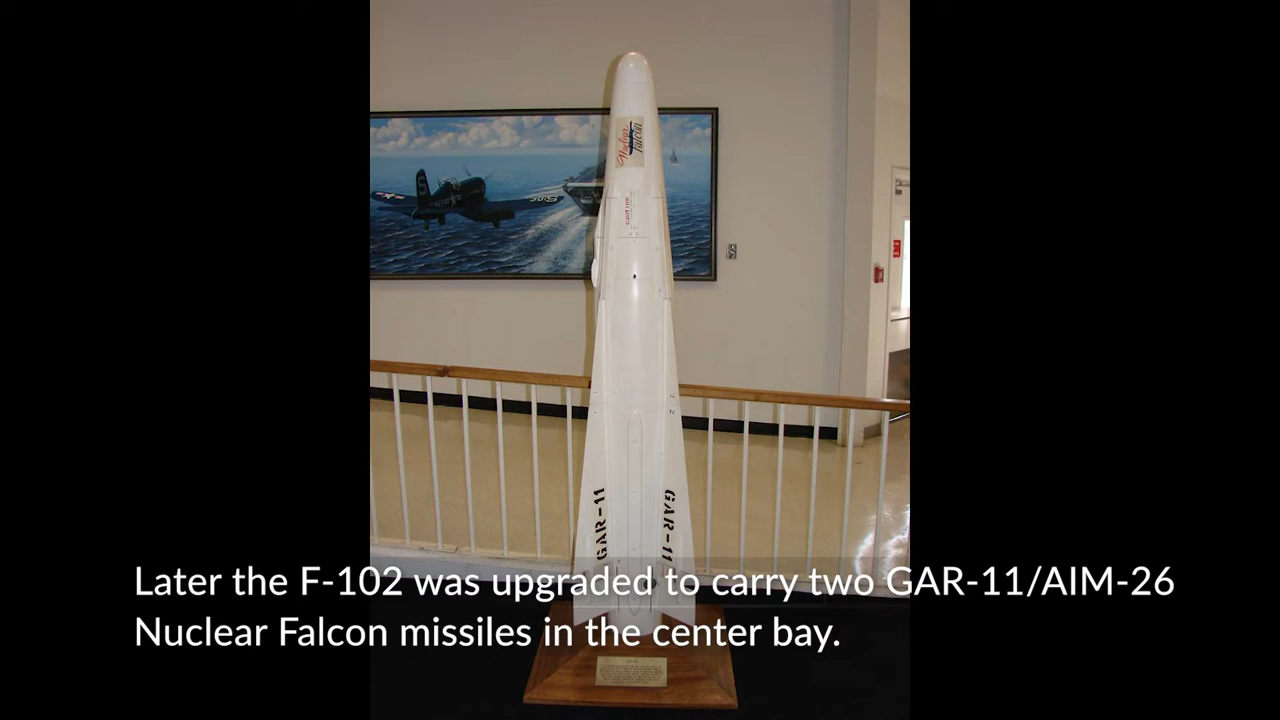 Nuclear
Falcon
CAUTION
S
GAR-11
GAR-11
Later the F-102 was upgraded to carry two GAR-11/AIM-26
Nuclear Falcon missiles in the center bay.